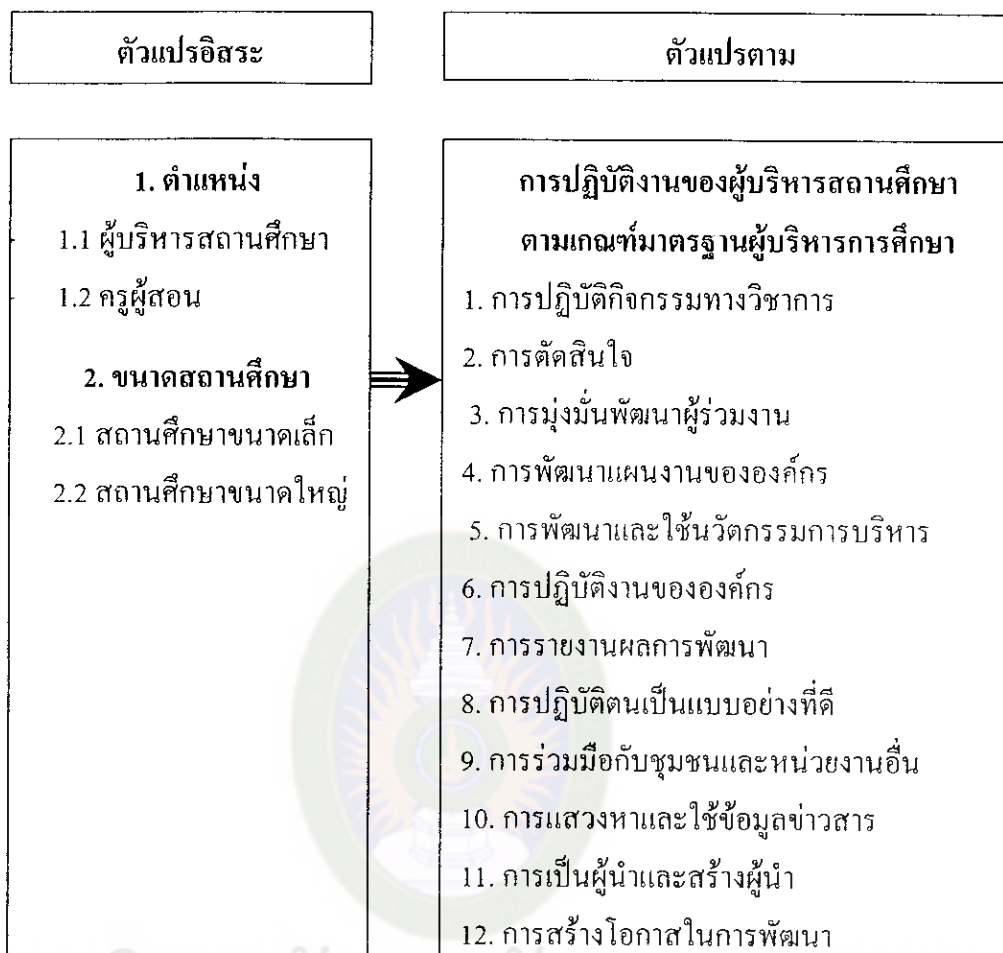 ตัวแปรอิสระ
ตัวแปรตาม
1. ตำแหน่ง
1.1 ผู้บริหารสถานศึกษา
1.2 ครูผู้สอน
2. ขนาดสถานศึกษา
2.1 สถานศึกษาขนาดเล็ก
2.2 สถานศึกษาขนาดใหญ่
การปฏิบัติงานของผู้บริหารสถานศึกษา
ตามเกณฑ์มาตรฐานผู้บริหารการศึกษา
1. การปฏิบัติกิจกรรมทางวิชาการ
2. การตัดสินใจ
3. การมุ่งมั่นพัฒนาผู้ร่วมงาน
4. การพัฒนาแผนงานขององค์กร
5. การพัฒนาและใช้นวัตกรรมการบริหาร
6. การปฏิบัติงานขององค์กร
7. การรายงานผลการพัฒนา
8. การปฏิบัติตนเป็นแบบอย่างที่ดี
9. การร่วมมือกับชุมชนและหน่วยงานอื่น
10. การแสวงหาและใช้ข้อมูลข่าวสาร
11. การเป็นผู้นำและสร้างผู้นำ
12. การสร้างโอกาสในการพัฒนา